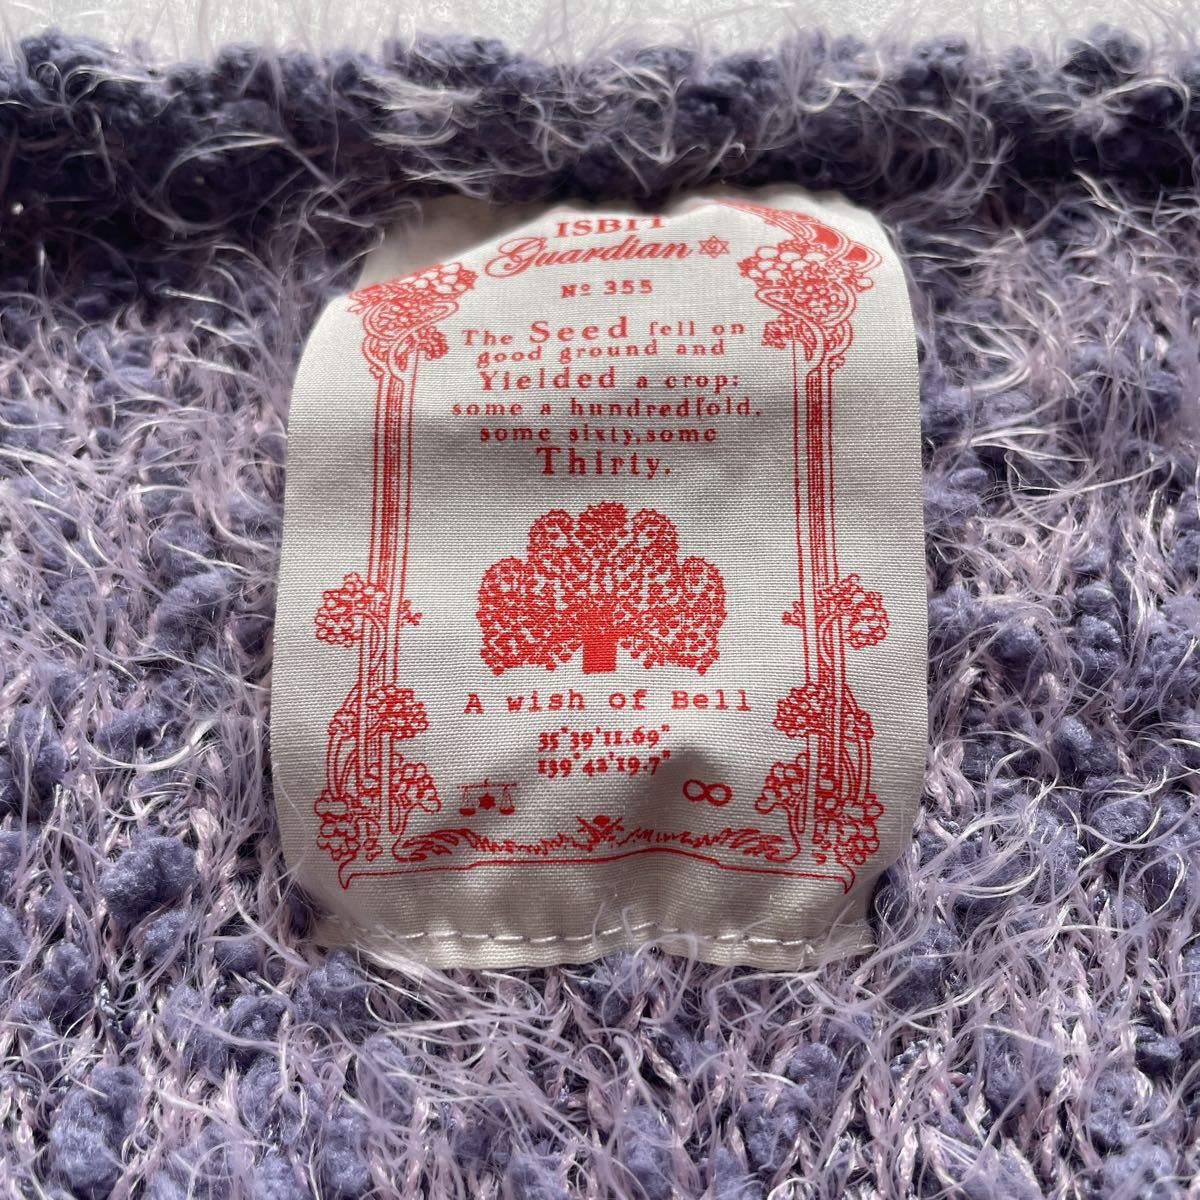 ISBIT
Guardian
Nº 355
The Seed fell on
good ground and
Yielded a crop:
some a hundredfold,
some sixty,some
Thirty.
A wish of Bell
35°39'11.69"
139°42'19.7"
∞